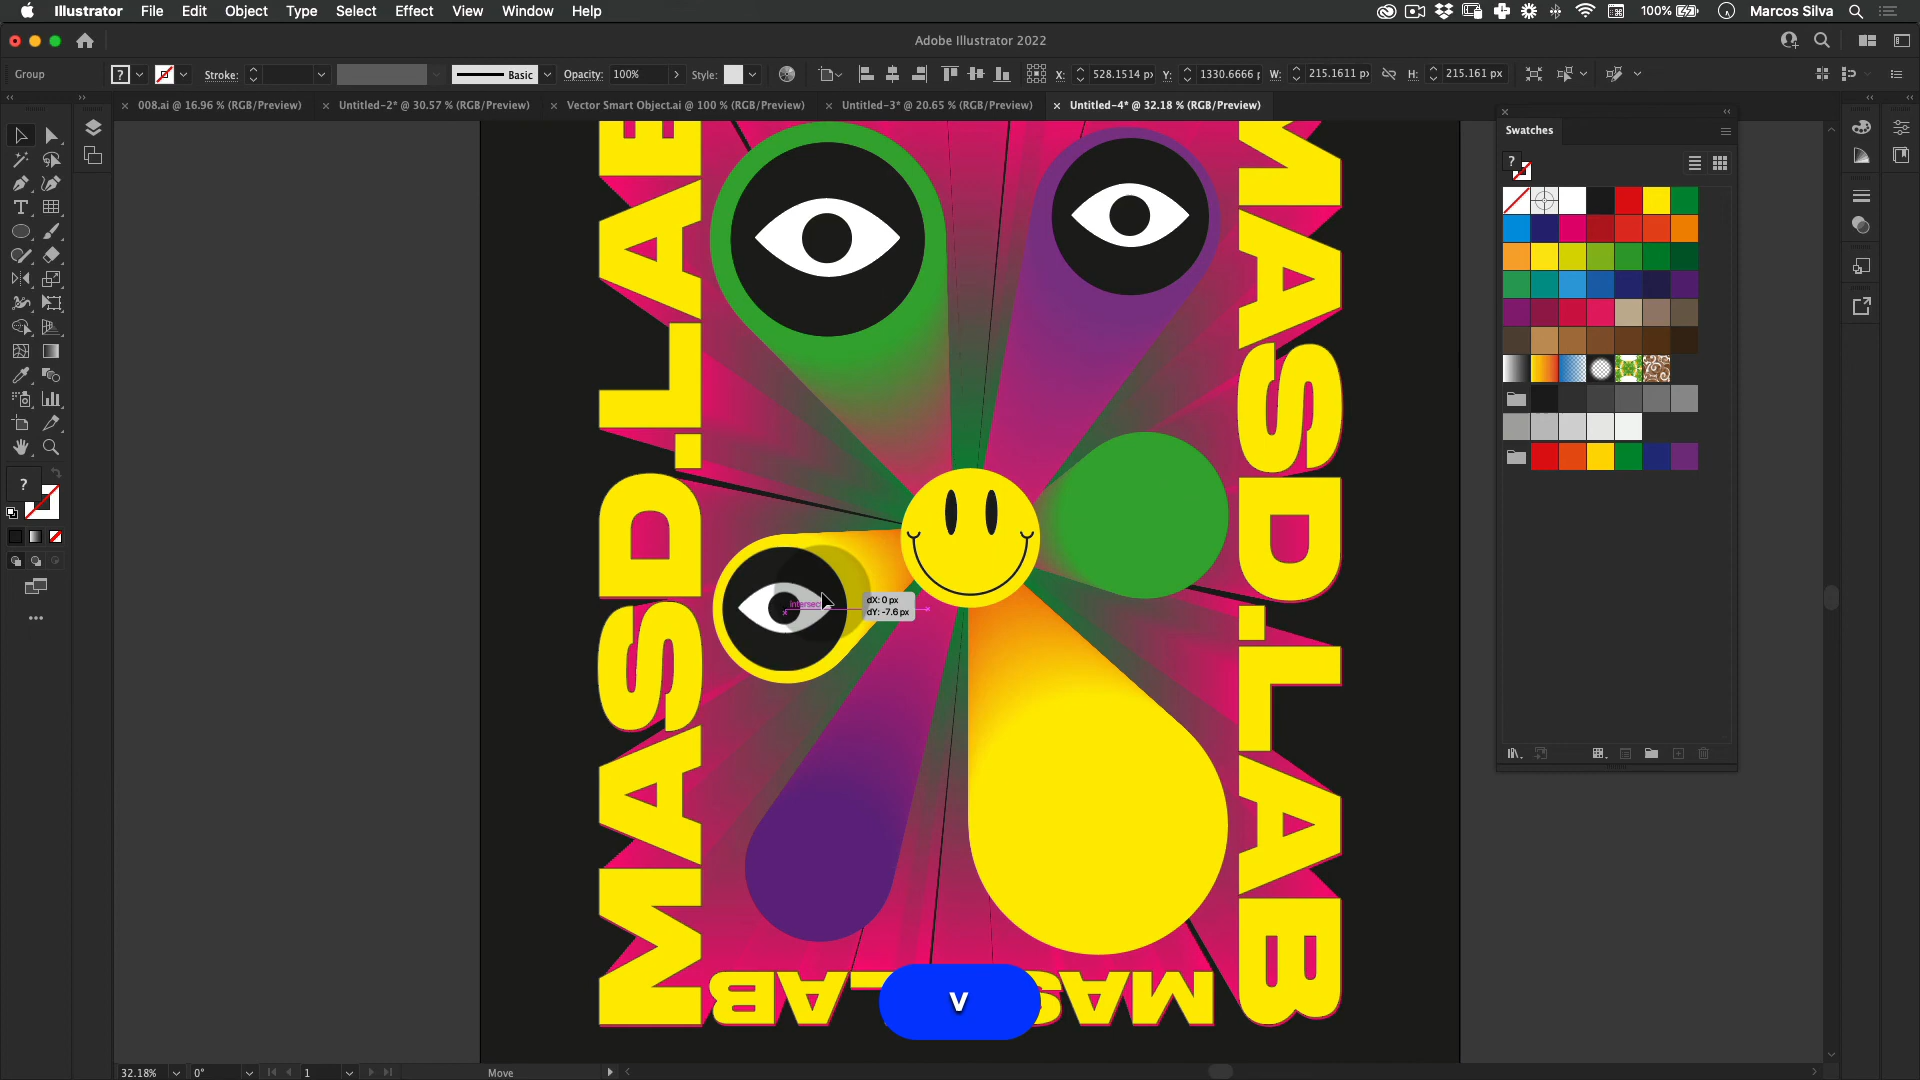 Illustrator File Edit Object Type Select Effect View Window Help 100% Marcos Silva
Adobe Illustrator 2022
Group ? Stroke: Basic Opacity: 100% Style: X: 528.1514 px Y: 1330.6666 W: 215.1611 px H: 215.161 px
008.ai @ 16.96 % (RGB/Preview) Untitled-2* @ 30.57 % (RGB/Preview) Vector Smart Object.ai @ 100 % (RGB/Preview) Untitled-3* @ 20.65 % (RGB/Preview) Untitled-4* @ 32.18 % (RGB/Preview)
Swatches
?
?
MASD.LAB
MASD.LAB
intersect
dX: 0 px
dY: -7.6 px
MASD.LAB
V
32.18% 0° 1 Move